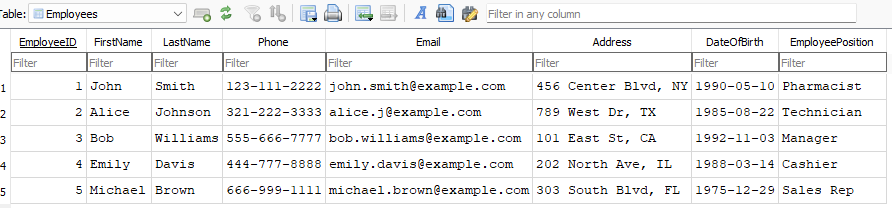 Table: Employees Filter in any column
EmployeeID FirstName LastName Phone Email Address DateOfBirth EmployeePosition
Filter Filter Filter Filter Filter Filter Filter Filter
1 1 John Smith 123-111-2222 john.smith@example.com 456 Center Blvd, NY 1990-05-10 Pharmacist
2 2 Alice Johnson 321-222-3333 alice.j@example.com 789 West Dr, TX 1985-08-22 Technician
3 3 Bob Williams 555-666-7777 bob.williams@example.com 101 East St, CA 1992-11-03 Manager
4 4 Emily Davis 444-777-8888 emily.davis@example.com 202 North Ave, IL 1988-03-14 Cashier
5 5 Michael Brown 666-999-1111 michael.brown@example.com 303 South Blvd, FL 1975-12-29 Sales Rep